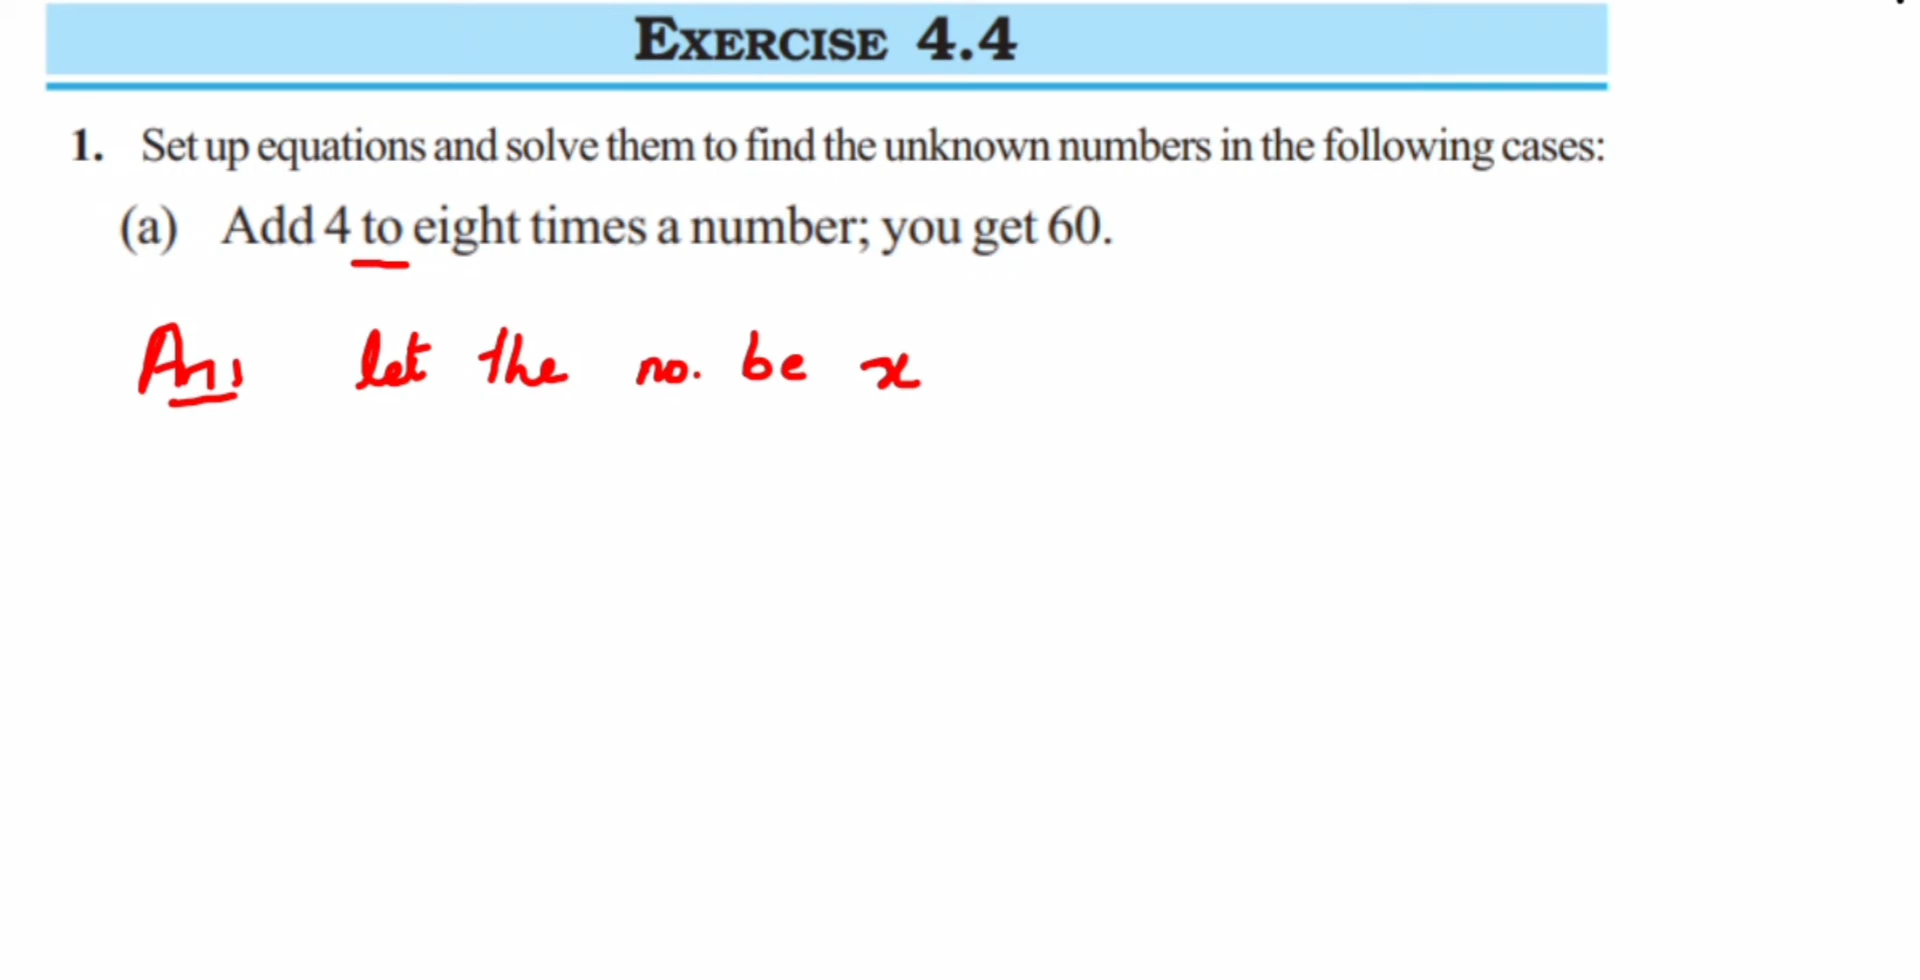 EXERCISE 4.4
1. Set up equations and solve them to find the unknown numbers in the following cases:
(a) Add 4 to eight times a number; you get 60.
Ans let the no. be x